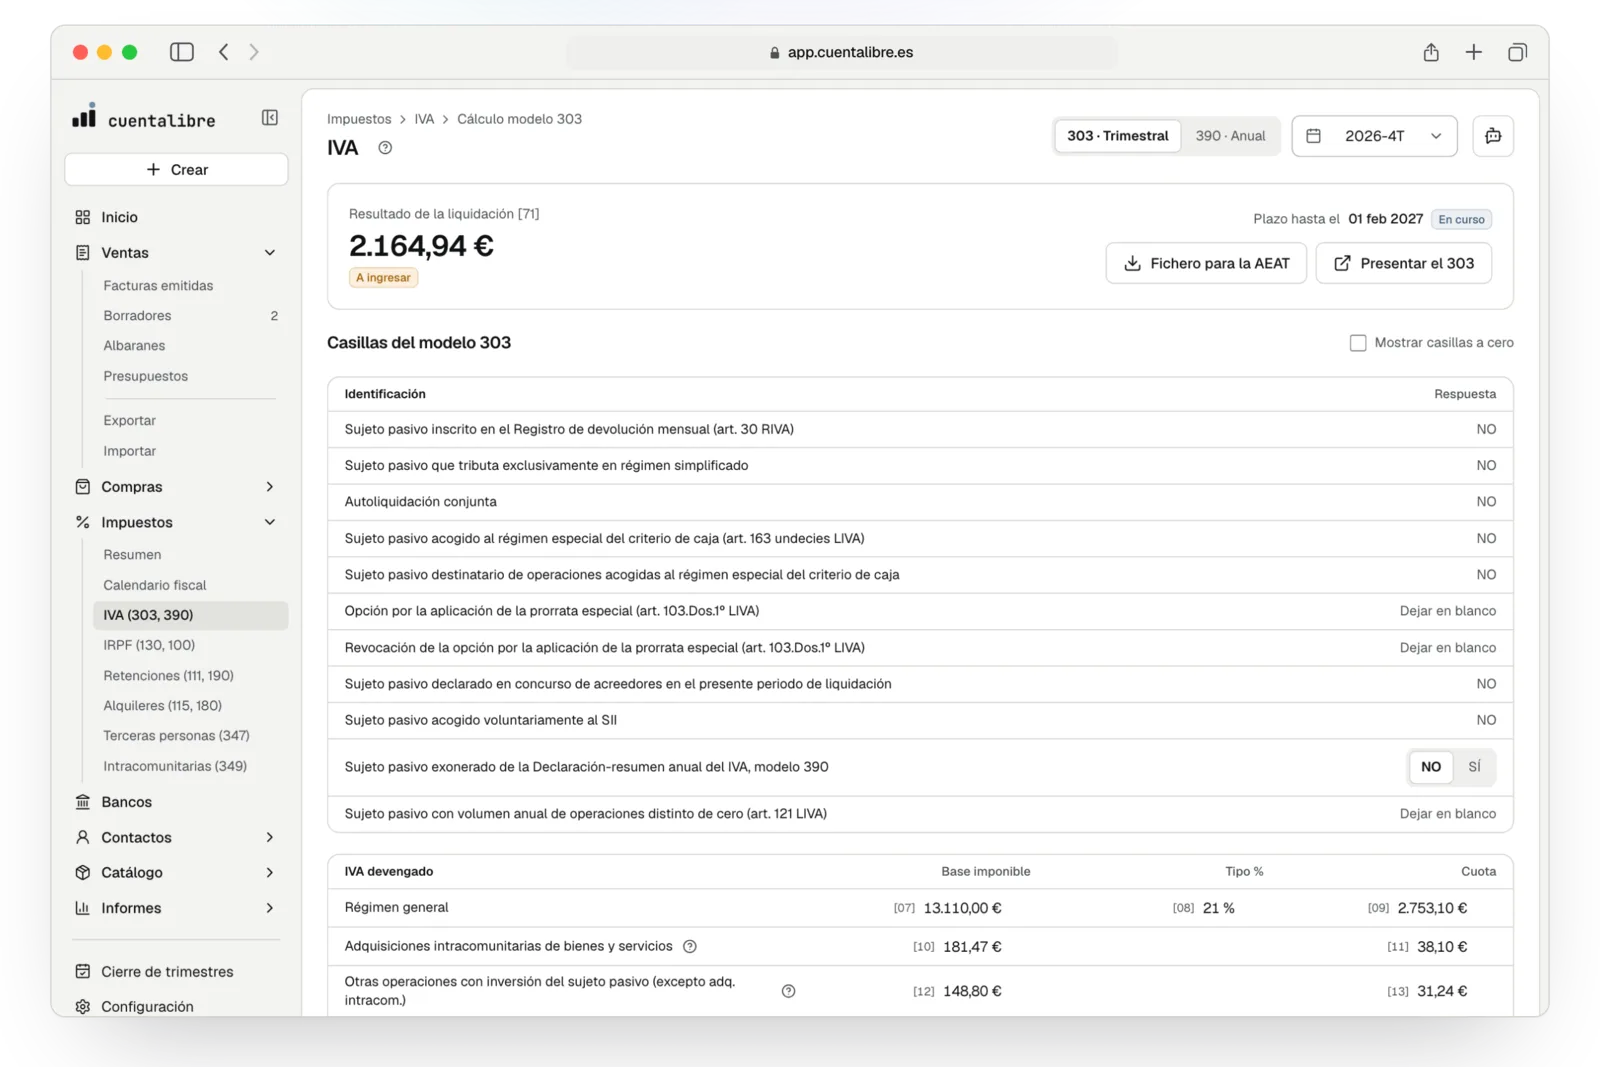 app.cuentalibre.es
cuentalibre
Crear
Inicio
Ventas
Facturas emitidas
Borradores 2
Albaranes
Presupuestos
Exportar
Importar
Compras
Impuestos
Resumen
Calendario fiscal
IVA (303, 390)
IRPF (130, 100)
Retenciones (111, 190)
Alquileres (115, 180)
Terceras personas (347)
Intracomunitarias (349)
Bancos
Contactos
Catálogo
Informes
Cierre de trimestres
Configuración
Impuestos > IVA > Cálculo modelo 303
IVA
303 · Trimestral 390 · Anual 2026-4T
Resultado de la liquidación [71]
2.164,94 €
A ingresar
Plazo hasta el 01 feb 2027 En curso
Fichero para la AEAT Presentar el 303
Casillas del modelo 303 Mostrar casillas a cero
Identificación Respuesta
Sujeto pasivo inscrito en el Registro de devolución mensual (art. 30 RIVA) NO
Sujeto pasivo que tributa exclusivamente en régimen simplificado NO
Autoliquidación conjunta NO
Sujeto pasivo acogido al régimen especial del criterio de caja (art. 163 undecies LIVA) NO
Sujeto pasivo destinatario de operaciones acogidas al régimen especial del criterio de caja NO
Opción por la aplicación de la prorrata especial (art. 103.Dos.1º LIVA) Dejar en blanco
Revocación de la opción por la aplicación de la prorrata especial (art. 103.Dos.1º LIVA) Dejar en blanco
Sujeto pasivo declarado en concurso de acreedores en el presente periodo de liquidación NO
Sujeto pasivo acogido voluntariamente al SII NO
Sujeto pasivo exonerado de la Declaración-resumen anual del IVA, modelo 390 NO SÍ
Sujeto pasivo con volumen anual de operaciones distinto de cero (art. 121 LIVA) Dejar en blanco
IVA devengado Base imponible Tipo % Cuota
Régimen general [07] 13.110,00 € [08] 21 % [09] 2.753,10 €
Adquisiciones intracomunitarias de bienes y servicios [10] 181,47 € [11] 38,10 €
Otras operaciones con inversión del sujeto pasivo (excepto adq.
intracom.) [12] 148,80 € [13] 31,24 €